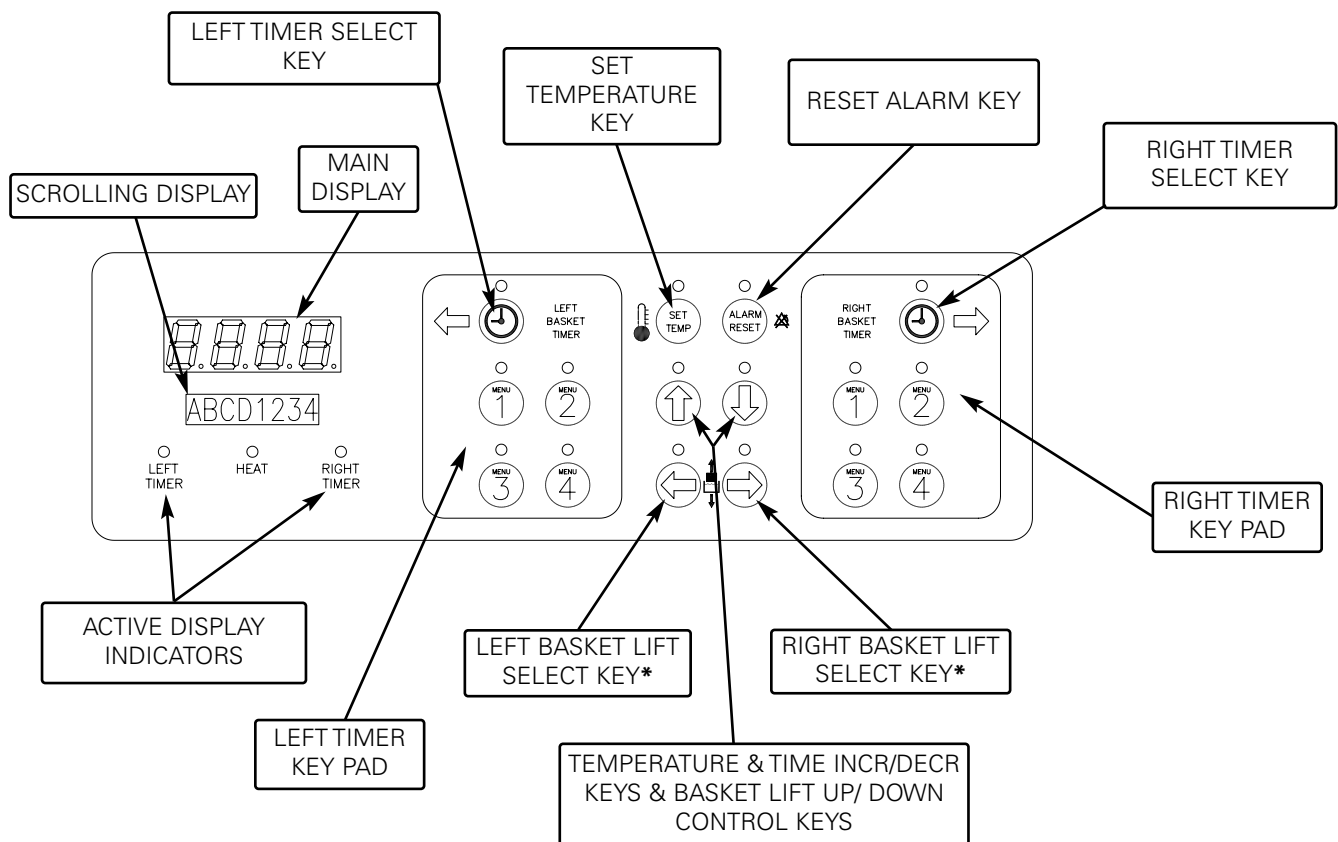 LEFT TIMER SELECT
KEY
SET
TEMPERATURE
KEY
RESET ALARM KEY
RIGHT TIMER
SELECT KEY
MAIN
DISPLAY
SCROLLING DISPLAY
8.8.8.8
ABCD1234
LEFT
TIMER
HEAT
RIGHT
TIMER
LEFT
BASKET
TIMER
MENU
1
MENU
2
MENU
3
MENU
4
SET
TEMP
ALARM
RESET
RIGHT
BASKET
TIMER
MENU
1
MENU
2
MENU
3
MENU
4
RIGHT TIMER
KEY PAD
ACTIVE DISPLAY
INDICATORS
LEFT BASKET LIFT
SELECT KEY*
RIGHT BASKET LIFT
SELECT KEY*
LEFT TIMER
KEY PAD
TEMPERATURE & TIME INCR/DECR
KEYS & BASKET LIFT UP/ DOWN
CONTROL KEYS